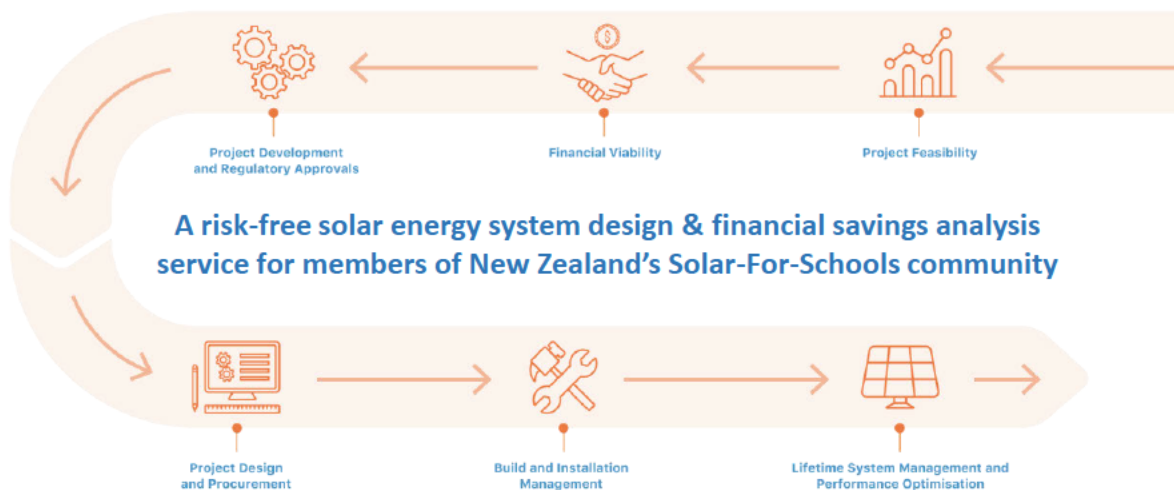 Project Development
and Regulatory Approvals
Financial Viability
Project Feasibility
A risk-free solar energy system design & financial savings analysis
service for members of New Zealand's Solar-For-Schools community
Project Design
and Procurement
Build and Installation
Management
Lifetime System Management and
Performance Optimisation